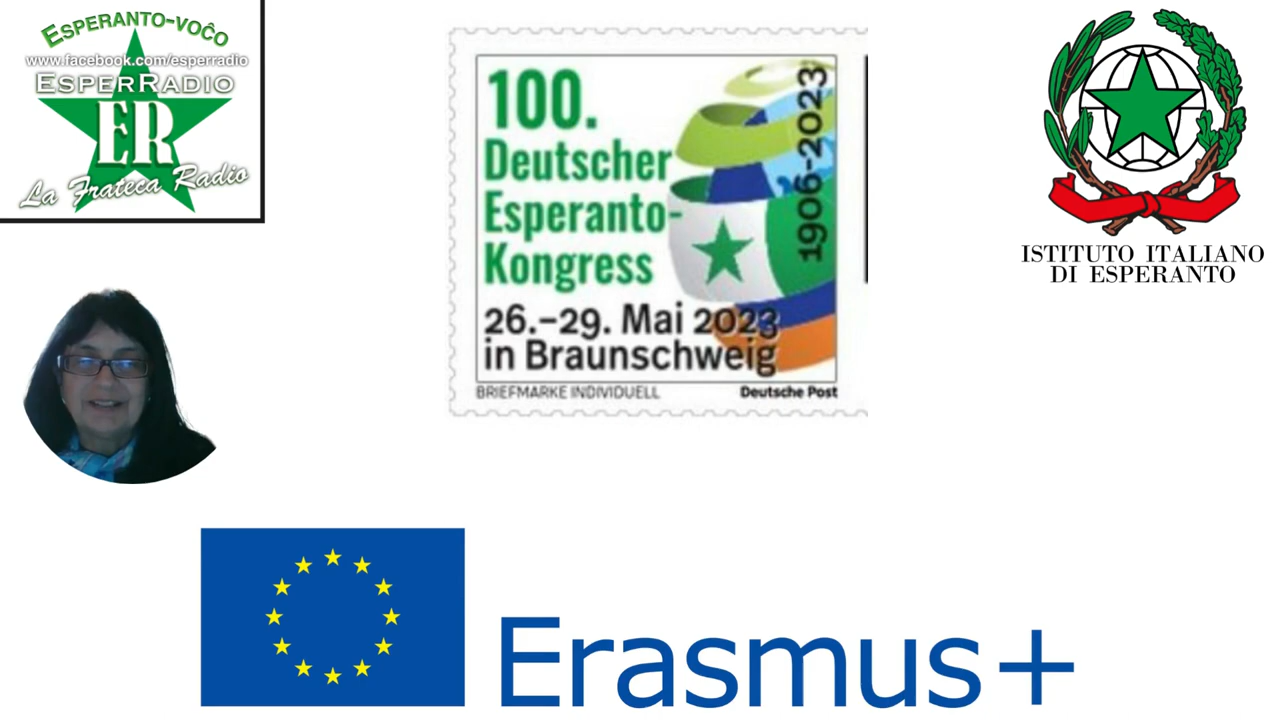 ESPERANTO-VOĈO
www.facebook.com/esperradio
ESPERRADIO
ER
La Frateca Radio
100.
Deutscher
Esperanto-
Kongress
26.–29. Mai 2023
in Braunschweig
1906-2023
BRIEFMARKE INDIVIDUELL
Deutsche Post
ISTITUTO ITALIANO
DI ESPERANTO
Erasmus+